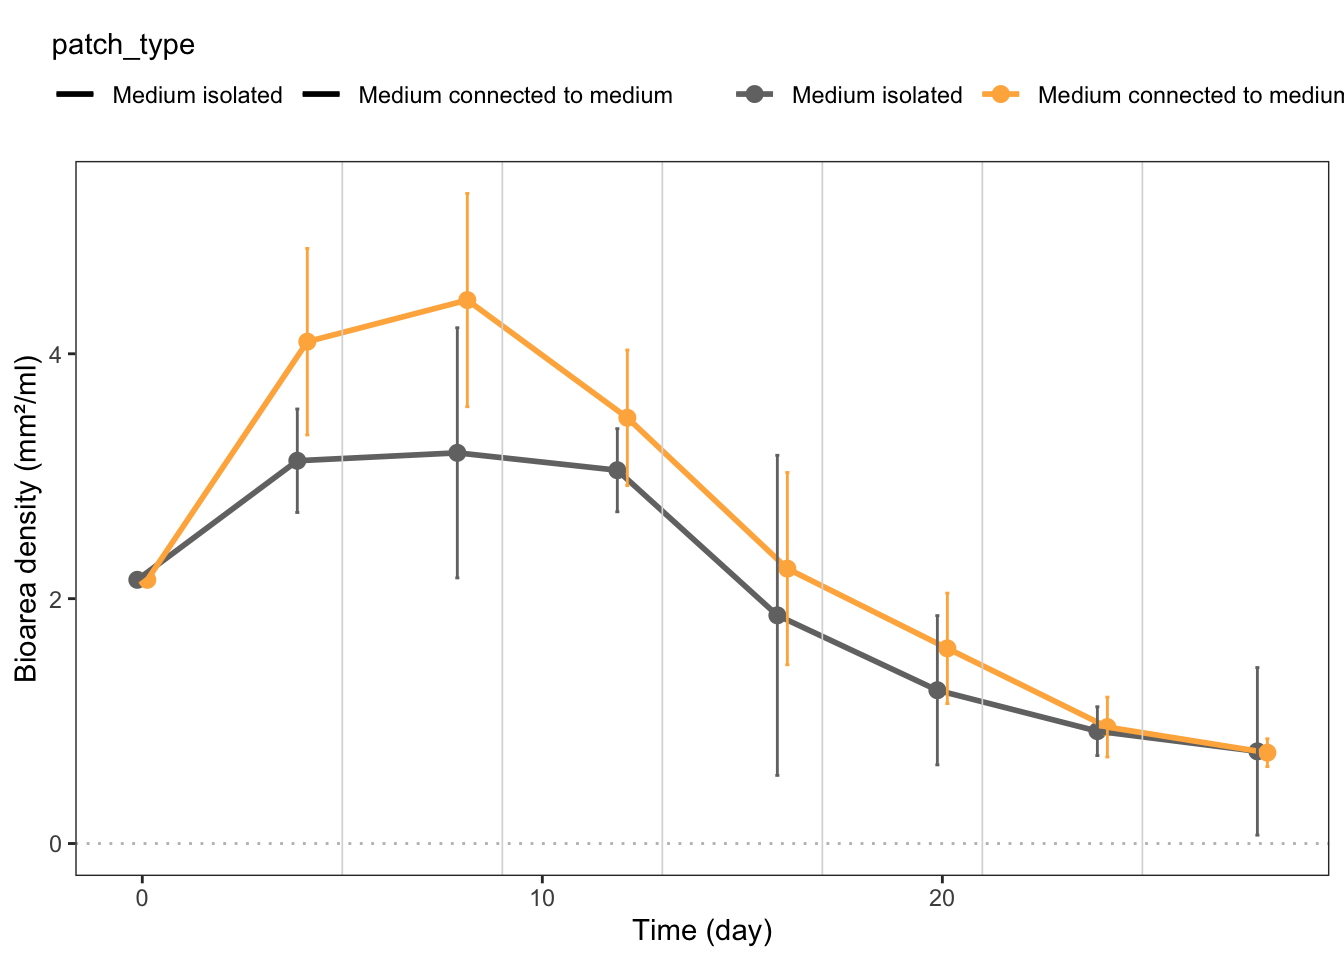 patch_type
Medium isolated Medium connected to medium Medium isolated Medium connected to medium
Bioarea density (mm²/ml)
4
2
0
0 10 20
Time (day)